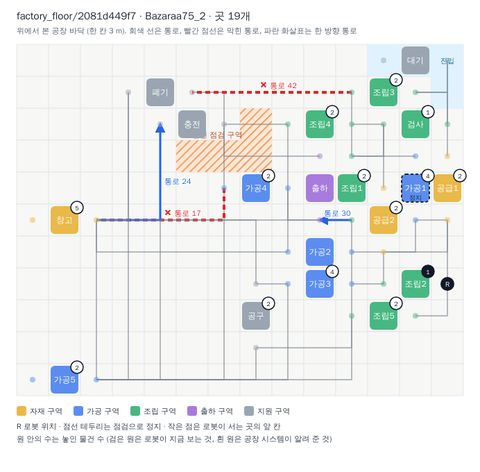 factory_floor/2081d449f7 · Bazaraa75_2 · 곳 19개
위에서 본 공장 바닥 (한 칸 3 m). 회색 선은 통로, 빨간 점선은 막힌 통로, 파란 화살표는 한 방향 통로
대기
전립
폐기
✖ 통로 42
조립3
2
충전
점검 구역
조립4
2
검사
1
통로 24
가공4
2
출하
조립1
2
가공1
4
정지
공급1
2
창고
5
✖ 통로 17
통로 30
공급2
2
가공2
가공3
4
조립2
1
R
공구
2
조립5
2
가공5
2
자재 구역
가공 구역
조립 구역
출하 구역
지원 구역
R 로봇 위치 · 점선 테두리는 점검으로 정지 · 작은 점은 로봇이 서는 곳의 앞 칸
원 안의 수는 놓인 물건 수 (검은 원은 로봇이 지금 보는 것, 흰 원은 공장 시스템이 알려 준 것)